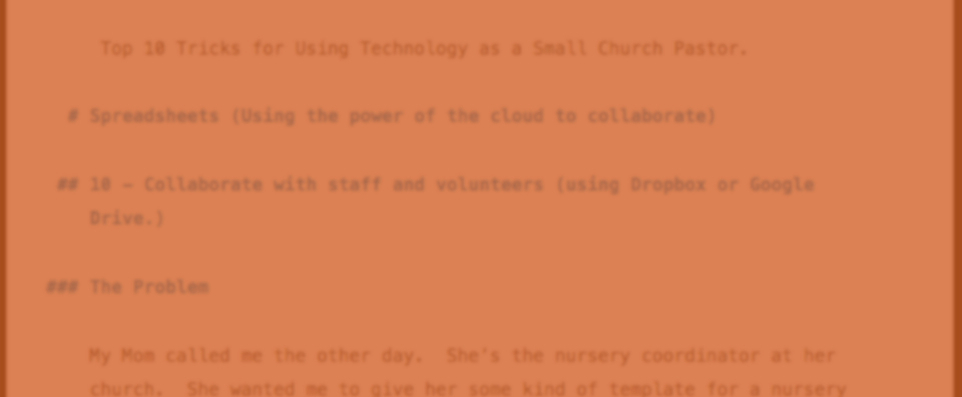 Top 10 Tricks for Using Technology as a Small Church Pastor.
# Spreadsheets (Using the power of the cloud to collaborate)
## 10 - Collaborate with staff and volunteers (using Dropbox or Google
Drive.)
### The Problem
My Mom called me the other day.  She's the nursery coordinator at her
church.  She wanted me to give her some kind of template for a nursery